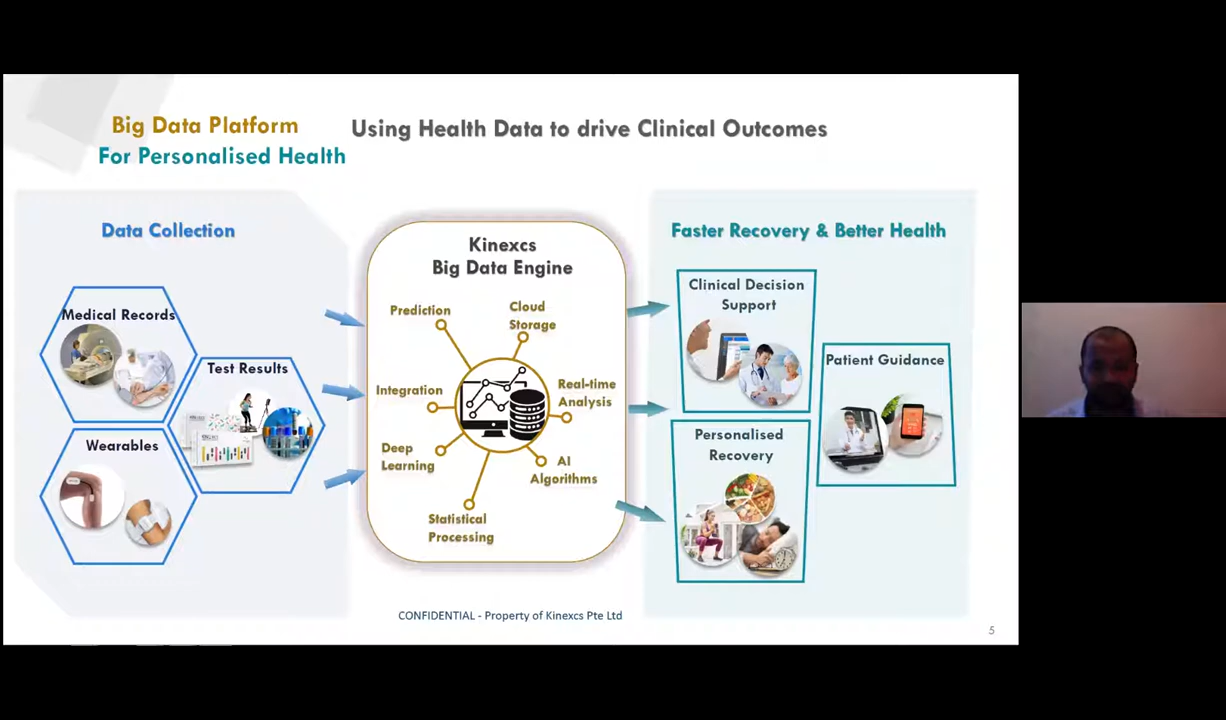 Big Data Platform
For Personalised Health
Using Health Data to drive Clinical Outcomes
Data Collection
Medical Records
Test Results
Wearables
Kinexcs
Big Data Engine
Prediction
Cloud
Storage
Integration
Real-time
Analysis
Deep
Learning
AI
Algorithms
Statistical
Processing
Faster Recovery & Better Health
Clinical Decision
Support
Patient Guidance
Personalised
Recovery
CONFIDENTIAL - Property of Kinexcs Pte Ltd
5